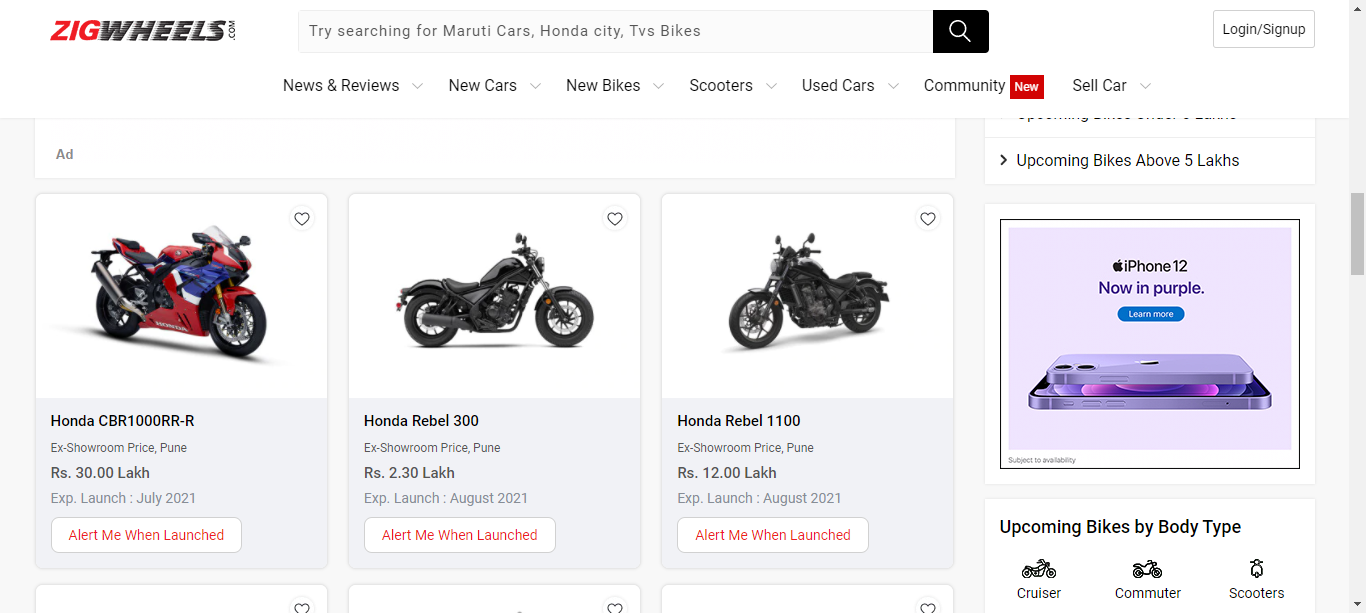 ZIGWHEELS.COM
Try searching for Maruti Cars, Honda city, Tvs Bikes
Login/Signup
News & Reviews
New Cars
New Bikes
Scooters
Used Cars
Community New
Sell Car
Ad
Upcoming Bikes Above 5 Lakhs
HONDA
Honda CBR1000RR-R
Ex-Showroom Price, Pune
Rs. 30.00 Lakh
Exp. Launch : July 2021
Alert Me When Launched
Honda Rebel 300
Ex-Showroom Price, Pune
Rs. 2.30 Lakh
Exp. Launch : August 2021
Alert Me When Launched
Honda Rebel 1100
Ex-Showroom Price, Pune
Rs. 12.00 Lakh
Exp. Launch : August 2021
Alert Me When Launched
iPhone 12
Now in purple.
Learn more
Subject to availability
Upcoming Bikes by Body Type
Cruiser
Commuter
Scooters